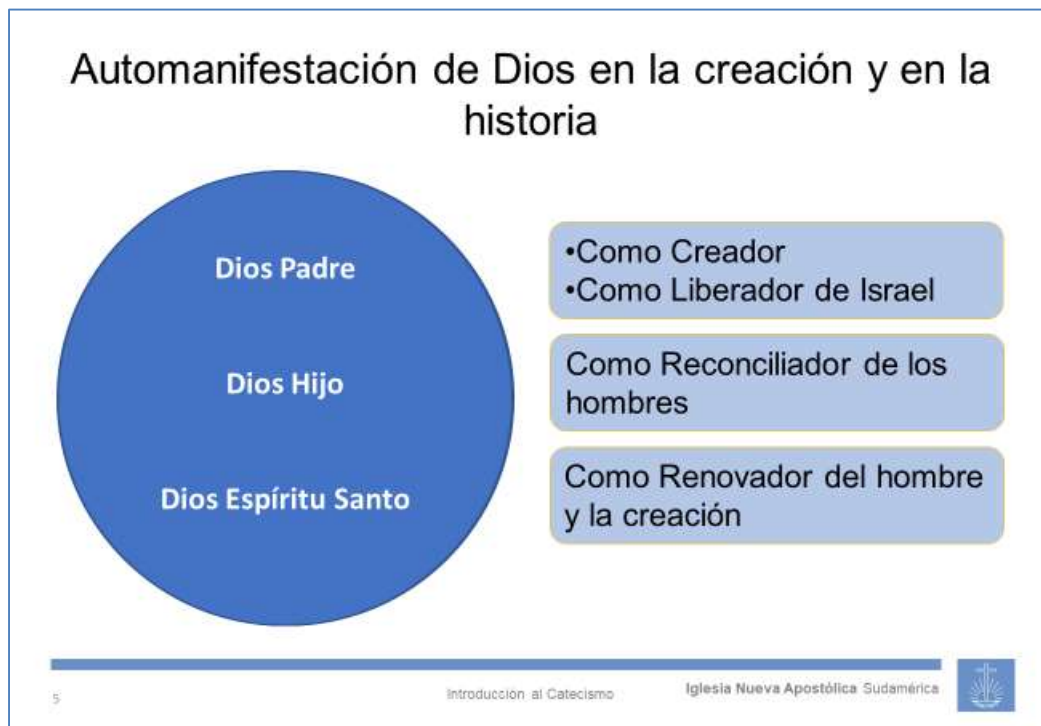 Automanifestación de Dios en la creación y en la
historia
Dios Padre
•Como Creador
•Como Liberador de Israel
Dios Hijo
Como Reconciliador de los
hombres
Dios Espíritu Santo
Como Renovador del hombre
y la creación
5
Introduccion al Catecismo
Iglesia Nueva Apostólica Sudamérica